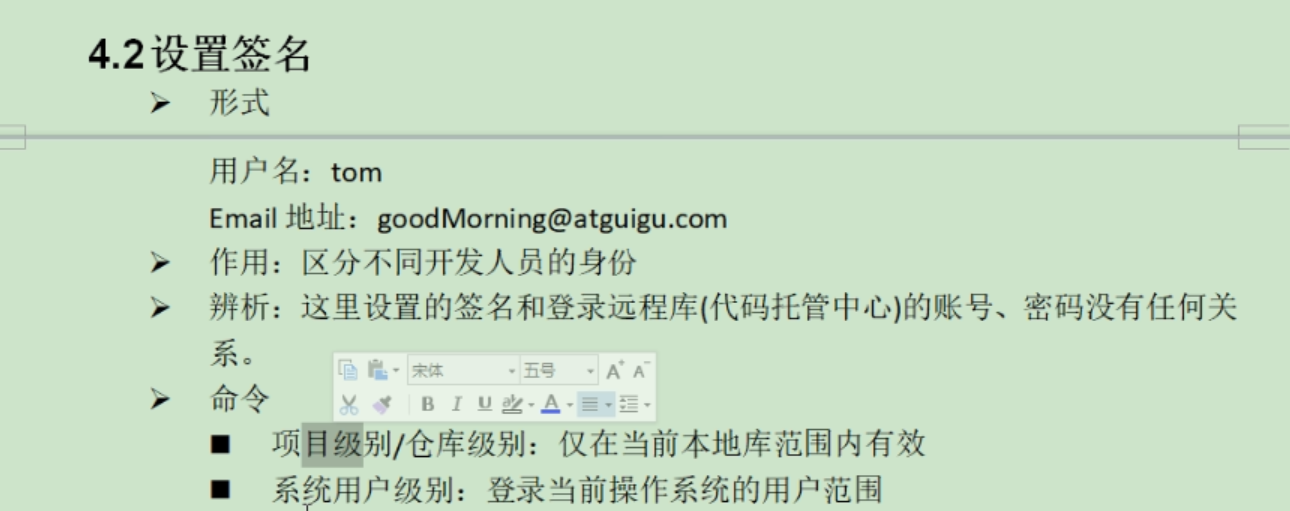 4.2设置签名
➢ 形式
用户名：tom
Email 地址：goodMorning@atguigu.com
➢ 作用：区分不同开发人员的身份
➢ 辨析：这里设置的签名和登录远程库(代码托管中心)的账号、密码没有任何关
系。
宋体 五号 A+ A-
➢ 命令
B I U ab A
■ 项目级别/仓库级别：仅在当前本地库范围内有效
■ 系统用户级别：登录当前操作系统的用户范围